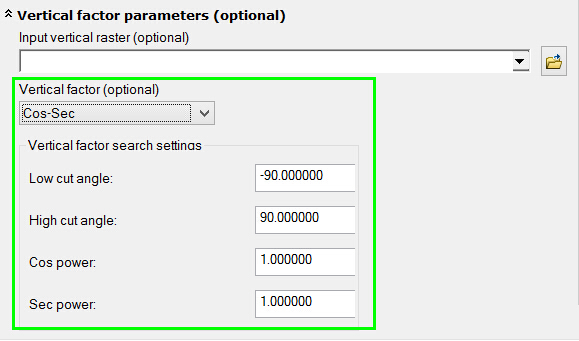 Vertical factor parameters (optional)
Input vertical raster (optional)
Vertical factor (optional)
Cos-Sec
Vertical factor search settings
Low cut angle: -90.000000
High cut angle: 90.000000
Cos power: 1.000000
Sec power: 1.000000